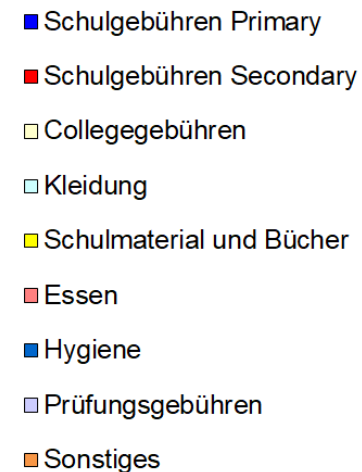 Schulgebühren Primary
Schulgebühren Secondary
Collegegebühren
Kleidung
Schulmaterial und Bücher
Essen
Hygiene
Prüfungsgebühren
Sonstiges